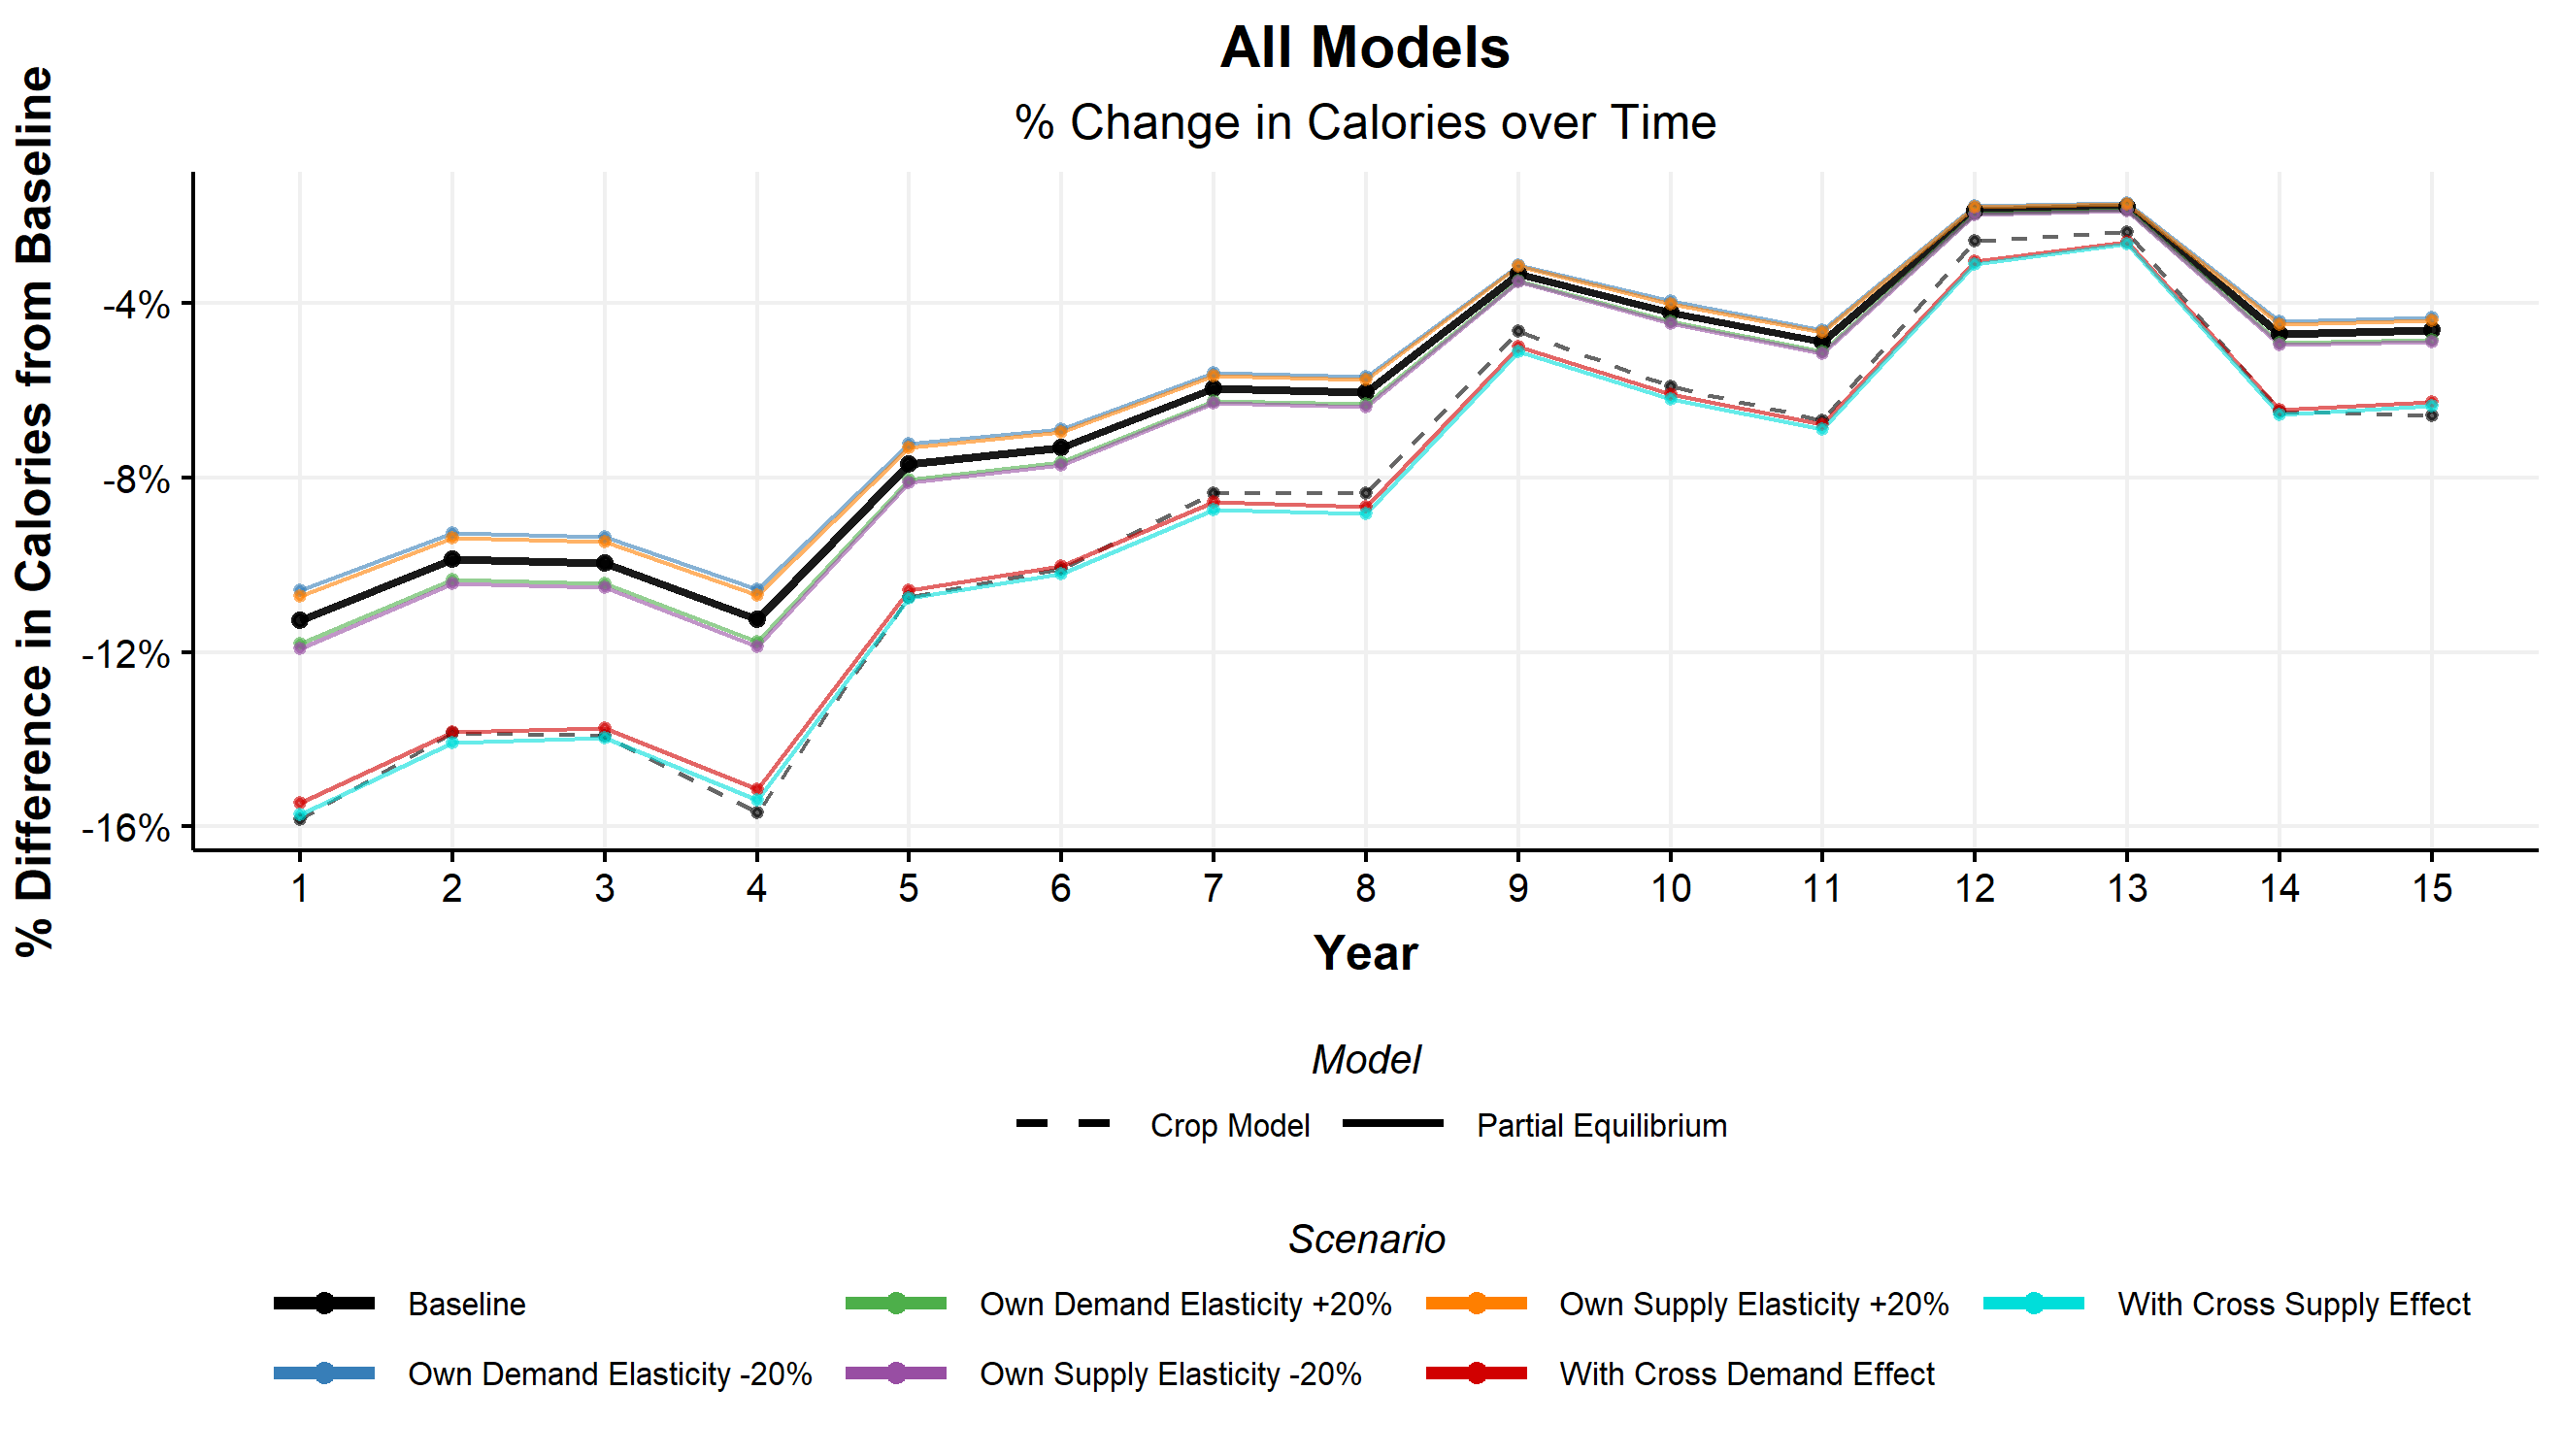 All Models
% Change in Calories over Time
% Difference in Calories from Baseline
-4%
-8%
-12%
-16%
1 2 3 4 5 6 7 8 9 10 11 12 13 14 15
Year
Model
Crop Model Partial Equilibrium
Scenario
Baseline Own Demand Elasticity +20% Own Supply Elasticity +20% With Cross Supply Effect
Own Demand Elasticity -20% Own Supply Elasticity -20% With Cross Demand Effect